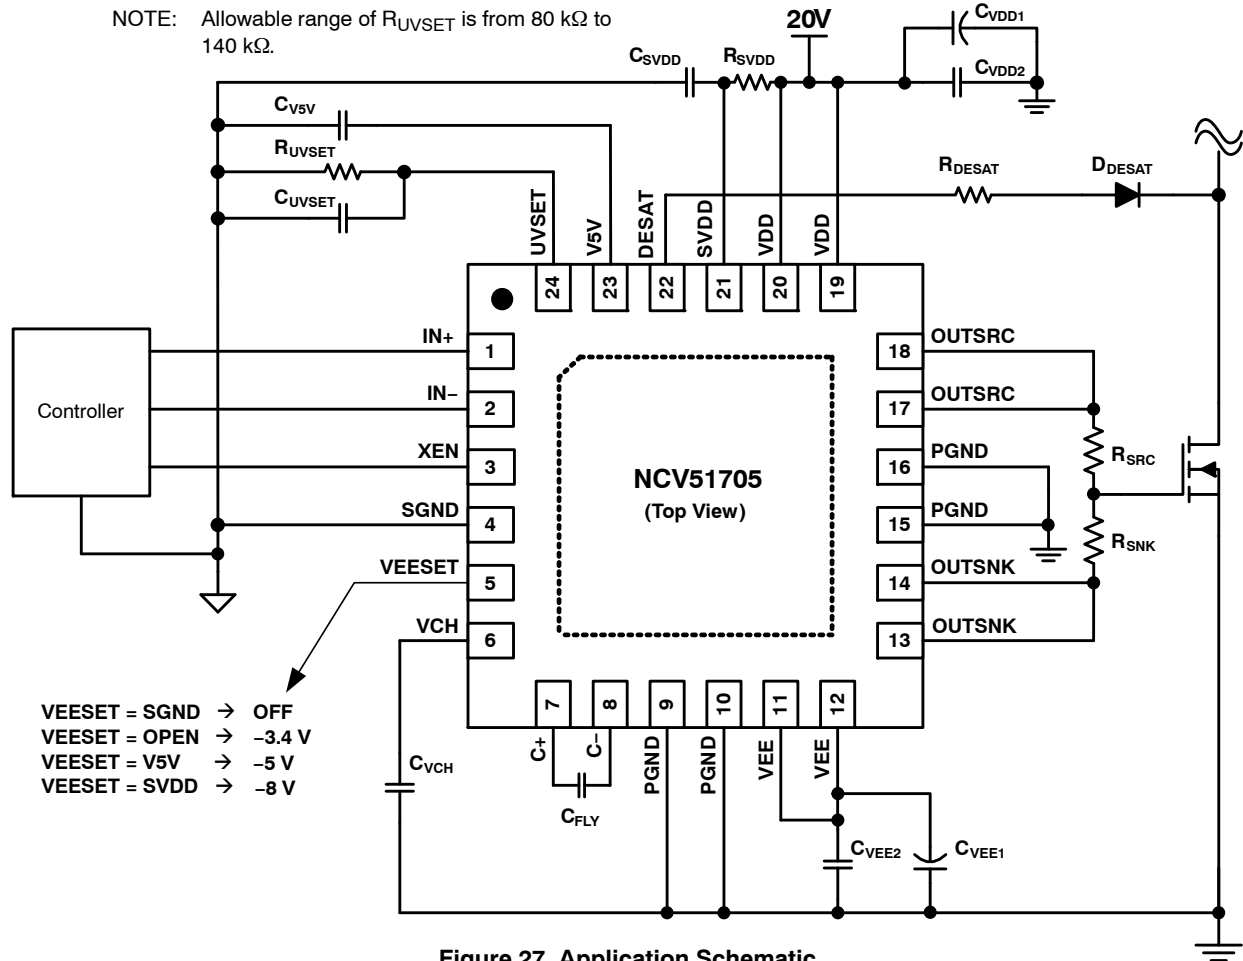 NOTE: Allowable range of RUVSET is from 80 kΩ to
140 kΩ.
20V
CVDD1
CSVDD
RSVDD
CVDD2
CV5V
RUVSET
CUVSET
RDESAT
DDESAT
UVSET
V5V
DESAT
SVDD
VDD
VDD
24
23
22
21
20
19
Controller
IN+
1
IN−
2
XEN
3
SGND
4
VEESET
5
VCH
6
NCV51705
(Top View)
18
OUTSRC
17
OUTSRC
16
PGND
15
PGND
14
OUTSNK
13
OUTSNK
RSRC
RSNK
7
8
9
10
11
12
C+
C−
PGND
PGND
VEE
VEE
VEESET = SGND → OFF
VEESET = OPEN → −3.4 V
VEESET = V5V → −5 V
VEESET = SVDD → −8 V
CVCH
CFLY
CVEE2
CVEE1
Figure 27. Application Schematic